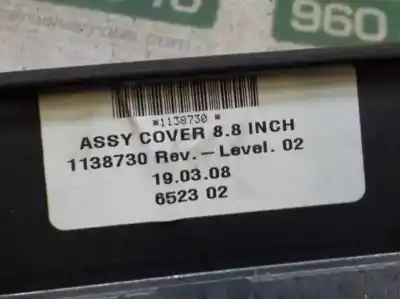 960
*1138730 *
ASSY COVER 8.8 INCH
1138730 Rev. – Level. 02
19.03.08
6523 02